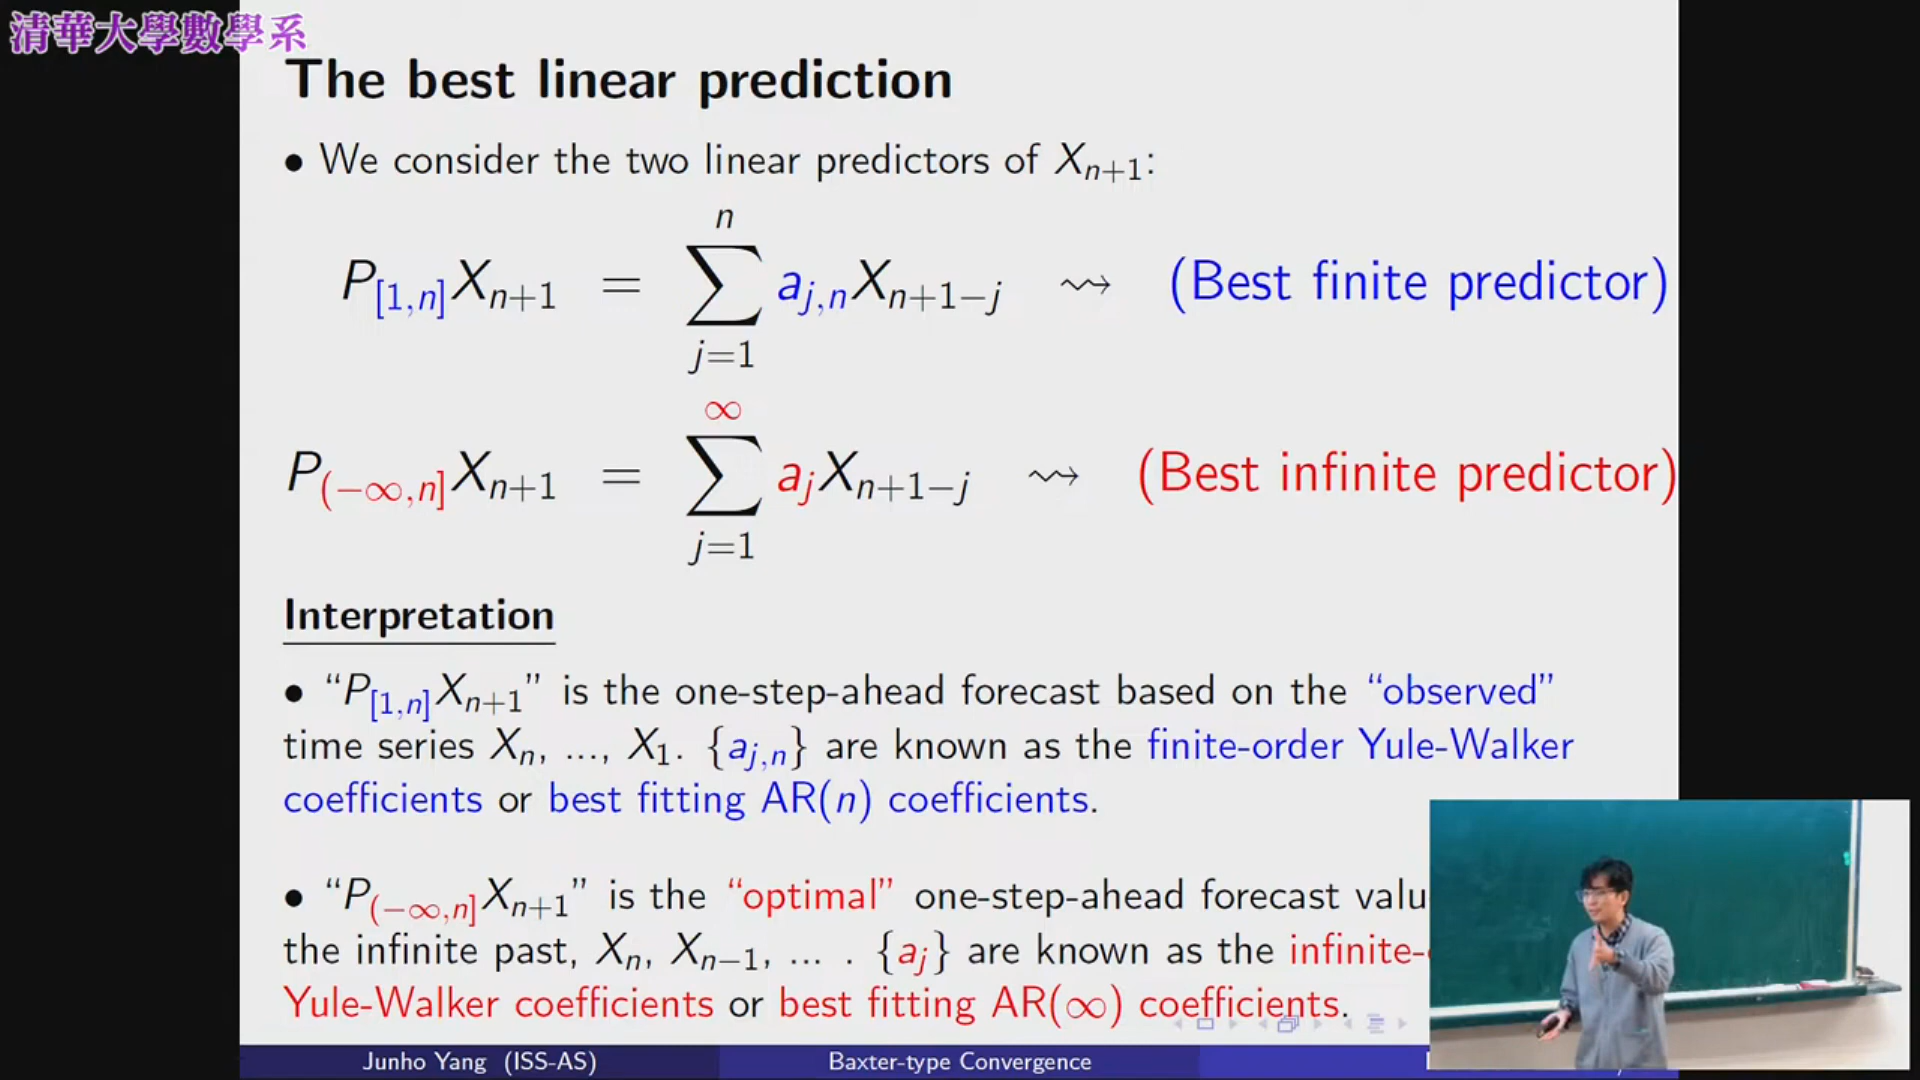 清華大學數學系
The best linear prediction
• We consider the two linear predictors of X_{n+1}:
P_{[1,n]}X_{n+1} = \sum_{j=1}^{n} a_{j,n}X_{n+1−j} ⇝ (Best finite predictor)
P_{(−∞,n]}X_{n+1} = \sum_{j=1}^{∞} a_jX_{n+1−j} ⇝ (Best infinite predictor)
Interpretation
• “P_{[1,n]}X_{n+1}” is the one-step-ahead forecast based on the “observed”
time series X_n, ..., X_1. {a_{j,n}} are known as the finite-order Yule-Walker
coefficients or best fitting AR(n) coefficients.
• “P_{(−∞,n]}X_{n+1}” is the “optimal” one-step-ahead forecast
the infinite past, X_n, X_{n−1}, ... . {a_j} are known as the infinite-
Yule-Walker coefficients or best fitting AR(∞) coefficients.
Junho Yang (ISS-AS) Baxter-type Convergence